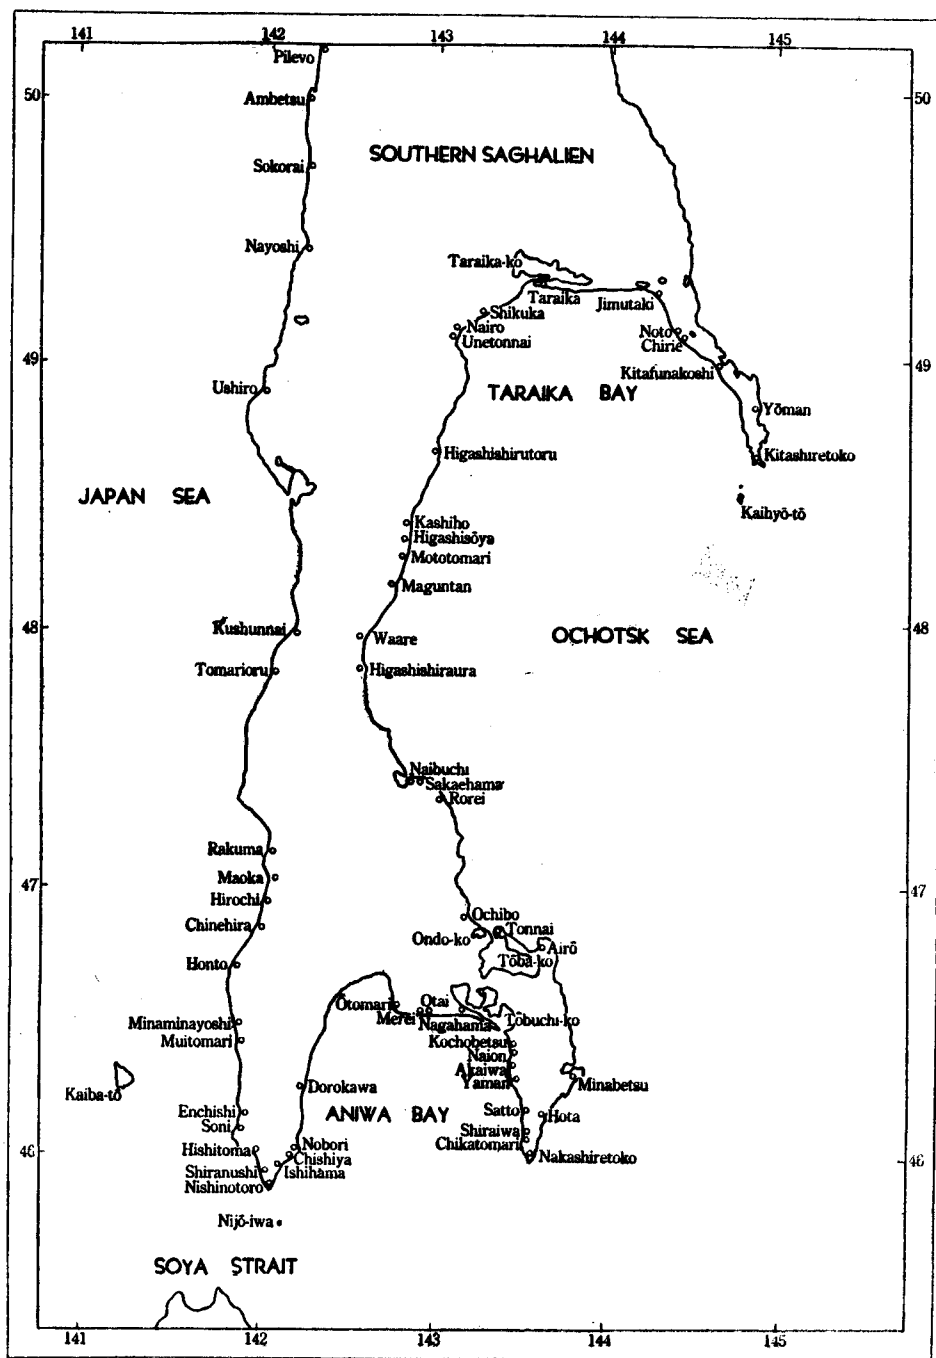 141 142 143 144 145
Pilevo
50 50
Ambetsu
SOUTHERN SAGHALIEN
Sokorai
Nayoshi
Taraika-ko
Taraika
Jimutaki
Shikuka
Nairo
Unetonnai
Noto
Chirie
49 49
Kitafunakoshi
Ushiro
TARAIKA BAY
Yōman
Higashishirutoru
Kitashiretoko
JAPAN SEA
Kaihyō-tō
Kashiho
Higashisōya
Mototomari
Maguntan
48 48
Kushunnai
Waare
OCHOTSK SEA
Tomarioru
Higashishiraura
Naibuchi
Sakaehama
Rorei
Rakuma
Maoka
47 47
Hirochi
Chinehira
Ochibo
Tonnai
Ondo-ko
Airō
Tōba-ko
Honto
Ōtomari
Otai
Merei
Nagahama
Tōbuchi-ko
Minaminayoshi
Muitomari
Kochobetsu
Naion
Akaiwa
Yaman
Kaiba-tō
Dorokawa
Minabetsu
Enchishi
Soni
ANIWA BAY
Satto
Hota
Shiraiwa
Chikatomari
46 46
Hishitoma
Nobori
Chishiya
Ishihama
Nakashiretoko
Shiranushi
Nishinotoro
Nijō-iwa
SOYA STRAIT
141 142 143 144 145